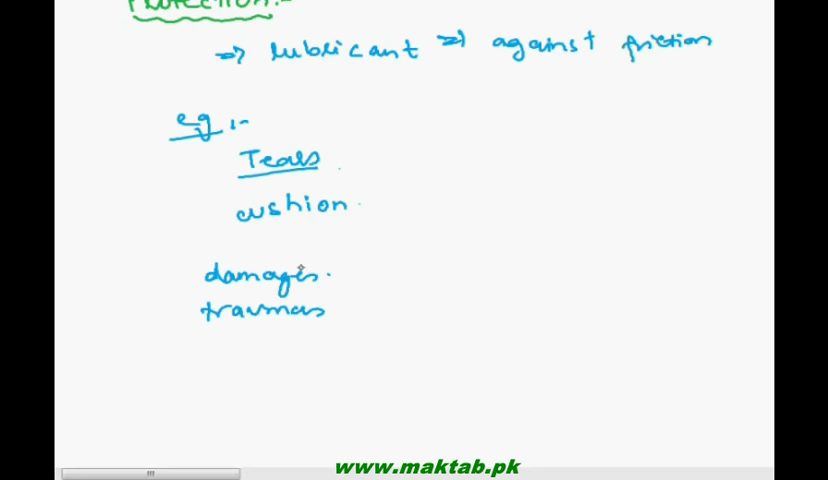 PROTECTION:-
⇒ lubricant ⇒ against friction
eg :-
Tears
cushion
damages.
traumas
www.maktab.pk